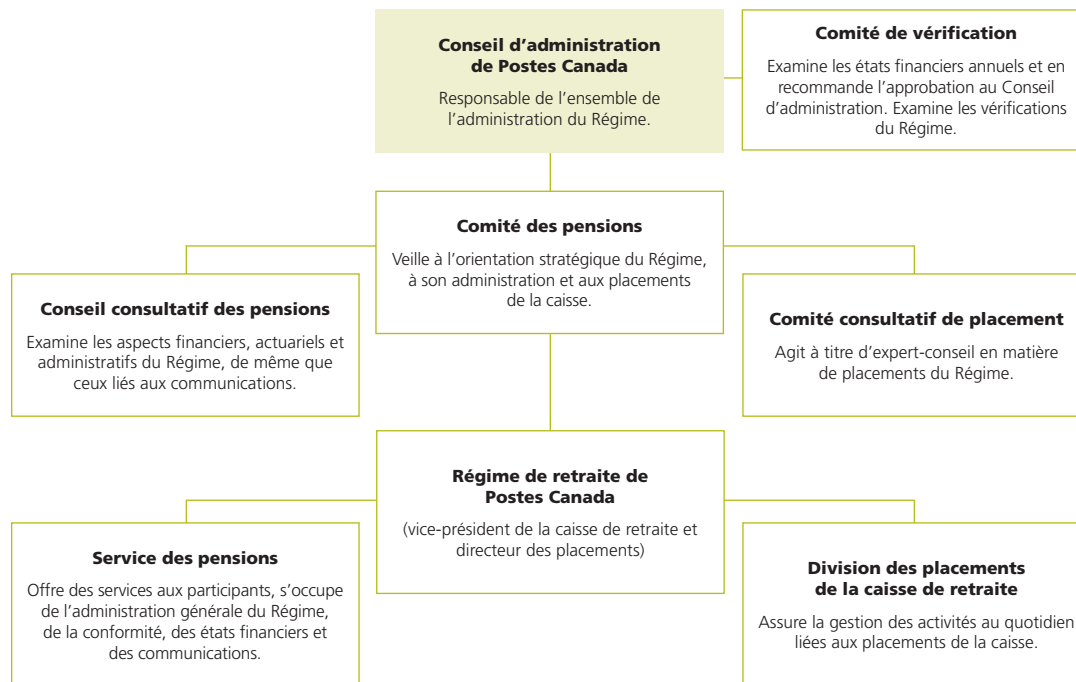 Conseil d’administration
de Postes Canada
Responsable de l’ensemble de
l’administration du Régime.
Comité de vérification
Examine les états financiers annuels et en
recommande l’approbation au Conseil
d’administration. Examine les vérifications
du Régime.
Comité des pensions
Veille à l’orientation stratégique du Régime,
à son administration et aux placements
de la caisse.
Conseil consultatif des pensions
Examine les aspects financiers, actuariels et
administratifs du Régime, de même que
ceux liés aux communications.
Comité consultatif de placement
Agit à titre d’expert-conseil en matière
de placements du Régime.
Régime de retraite de
Postes Canada
(vice-président de la caisse de retraite et
directeur des placements)
Service des pensions
Offre des services aux participants, s’occupe
de l’administration générale du Régime,
de la conformité, des états financiers et
des communications.
Division des placements
de la caisse de retraite
Assure la gestion des activités au quotidien
liées aux placements de la caisse.